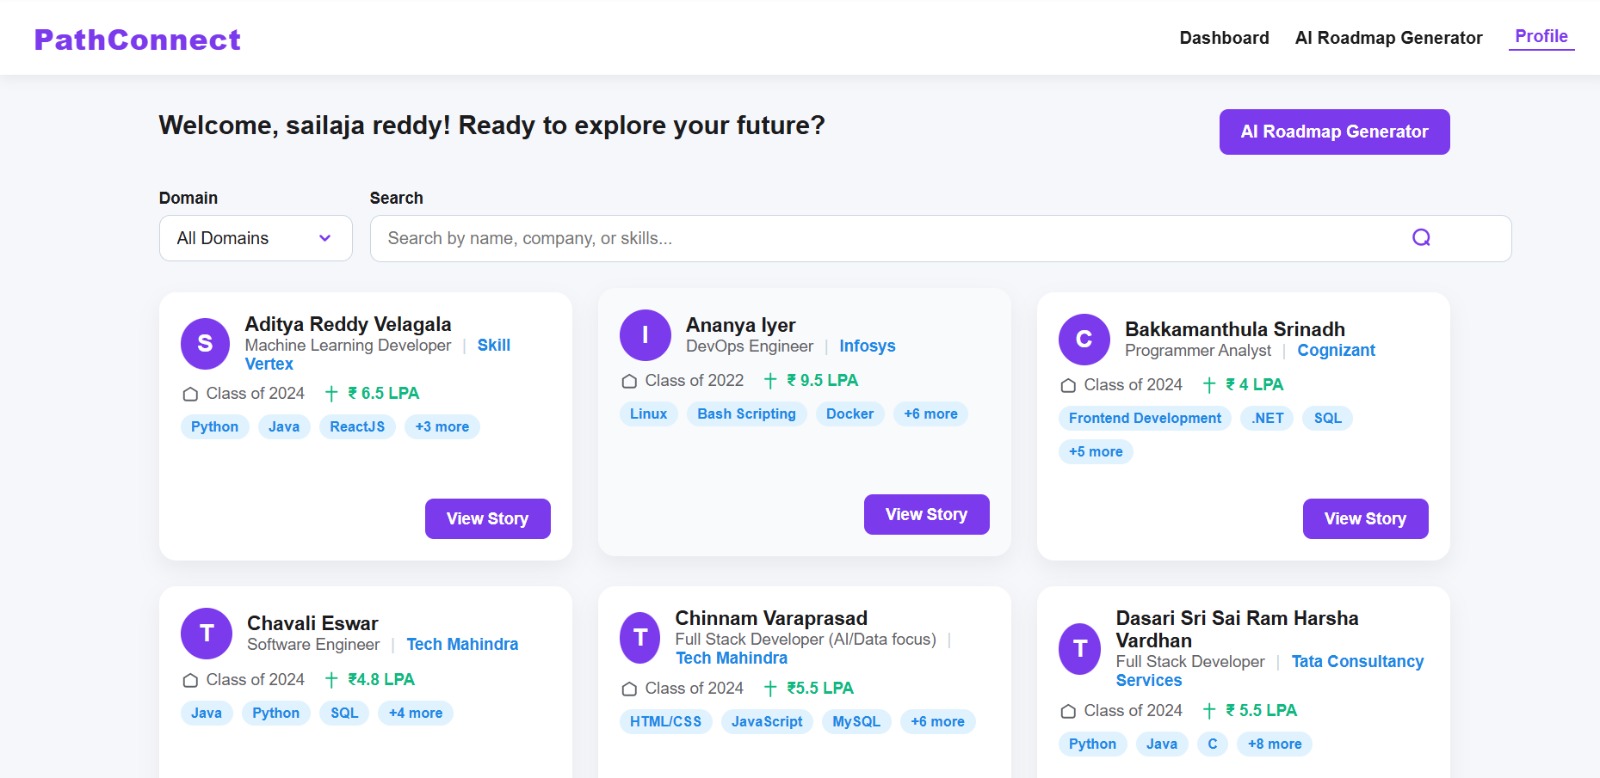 PathConnect
Dashboard
AI Roadmap Generator
Profile
Welcome, sailaja reddy! Ready to explore your future?
AI Roadmap Generator
Domain
Search
All Domains
Search by name, company, or skills...
S
Aditya Reddy Velagala
Machine Learning Developer | Skill
Vertex
Class of 2024 ₹ 6.5 LPA
Python Java ReactJS +3 more
View Story
I
Ananya Iyer
DevOps Engineer | Infosys
Class of 2022 ₹ 9.5 LPA
Linux Bash Scripting Docker +6 more
View Story
C
Bakkamanthula Srinadh
Programmer Analyst | Cognizant
Class of 2024 ₹ 4 LPA
Frontend Development .NET SQL
+5 more
View Story
T
Chavali Eswar
Software Engineer | Tech Mahindra
Class of 2024 ₹4.8 LPA
Java Python SQL +4 more
T
Chinnam Varaprasad
Full Stack Developer (AI/Data focus) |
Tech Mahindra
Class of 2024 ₹5.5 LPA
HTML/CSS JavaScript MySQL +6 more
T
Dasari Sri Sai Ram Harsha
Vardhan
Full Stack Developer | Tata Consultancy
Services
Class of 2024 ₹ 5.5 LPA
Python Java C +8 more